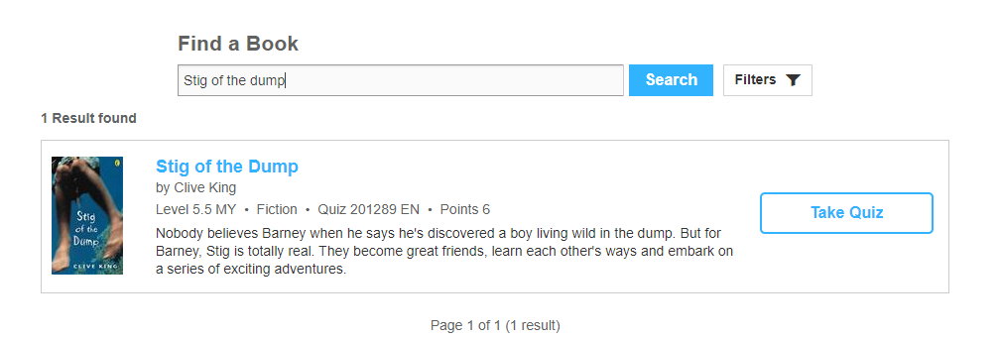 Find a Book
Stig of the dump
Search
Filters
1 Result found
Stig
of the
Dump
CLIVE KING
Stig of the Dump
by Clive King
Level 5.5 MY • Fiction • Quiz 201289 EN • Points 6
Nobody believes Barney when he says he's discovered a boy living wild in the dump. But for
Barney, Stig is totally real. They become great friends, learn each other's ways and embark on
a series of exciting adventures.
Take Quiz
Page 1 of 1 (1 result)